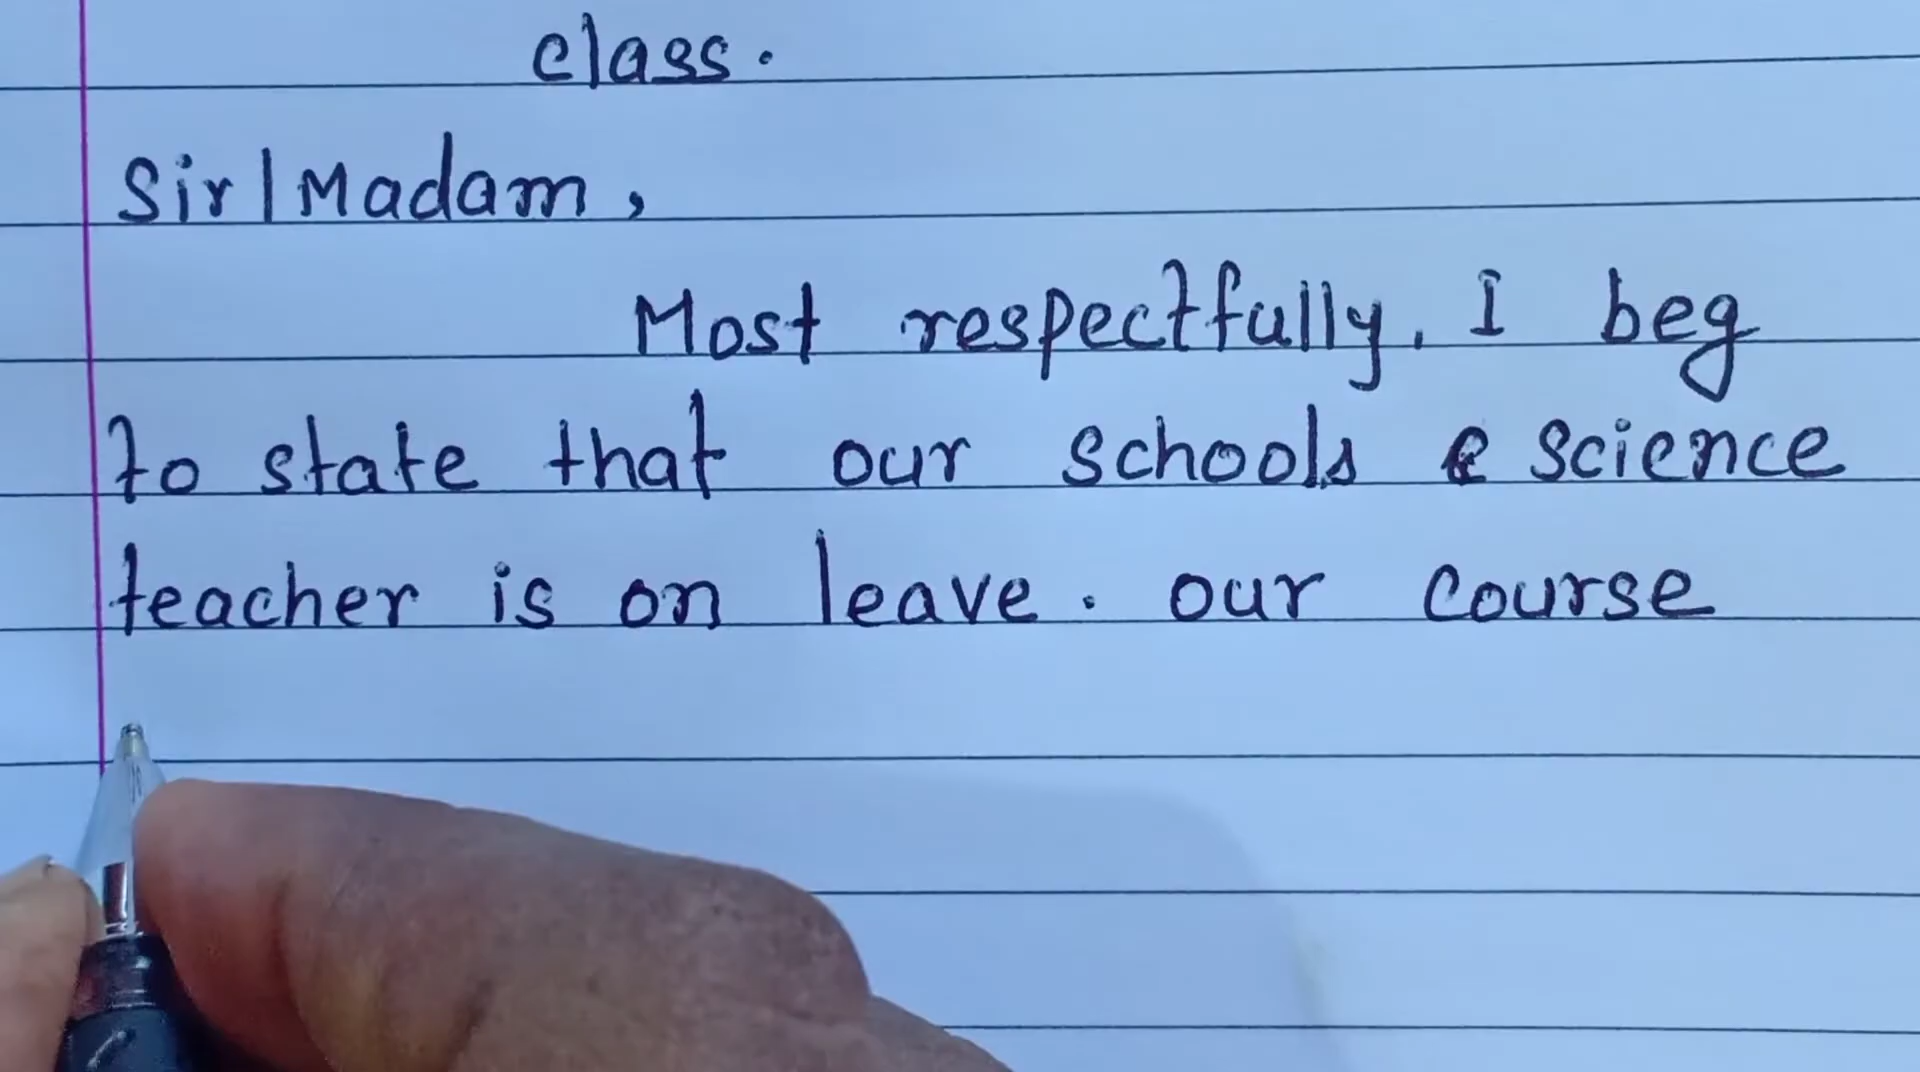 class.
Sir/Madam,
Most respectfully, I beg
to state that our schools science
teacher is on leave. our course